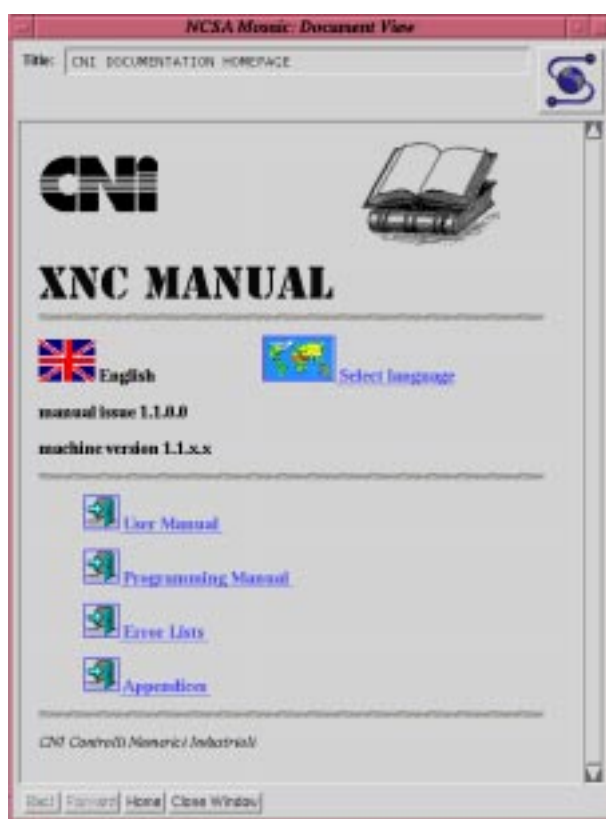 NCSA Mosaic: Document View
Title: CNI DOCUMENTATION HOMEPAGE
CNI
XNC MANUAL
English
Select language
manual issue 1.1.0.0
machine version 1.1.x.x
User Manual
Programming Manual
Error Lists
Appendices
CNI Controlli Numerici Industriali
Back Forward Home Close Window